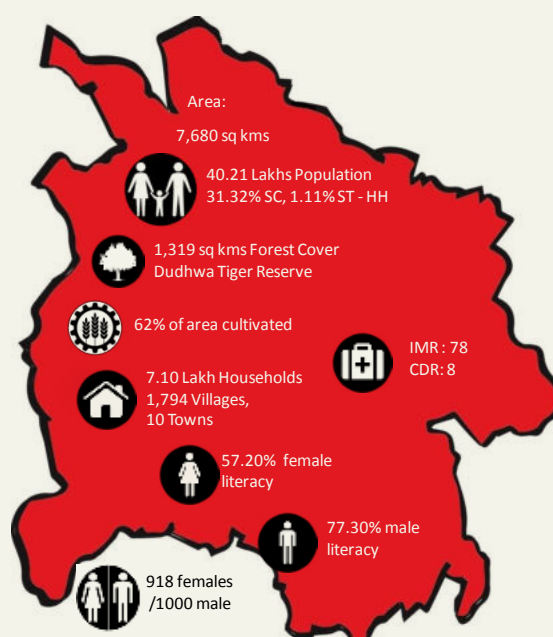 Area:
7,680 sq kms
40.21 Lakhs Population
31.32% SC, 1.11% ST - HH
1,319 sq kms Forest Cover
Dudhwa Tiger Reserve
62% of area cultivated
IMR : 78
CDR: 8
7.10 Lakh Households
1,794 Villages,
10 Towns
57.20% female
literacy
77.30% male
literacy
918 females
/1000 male